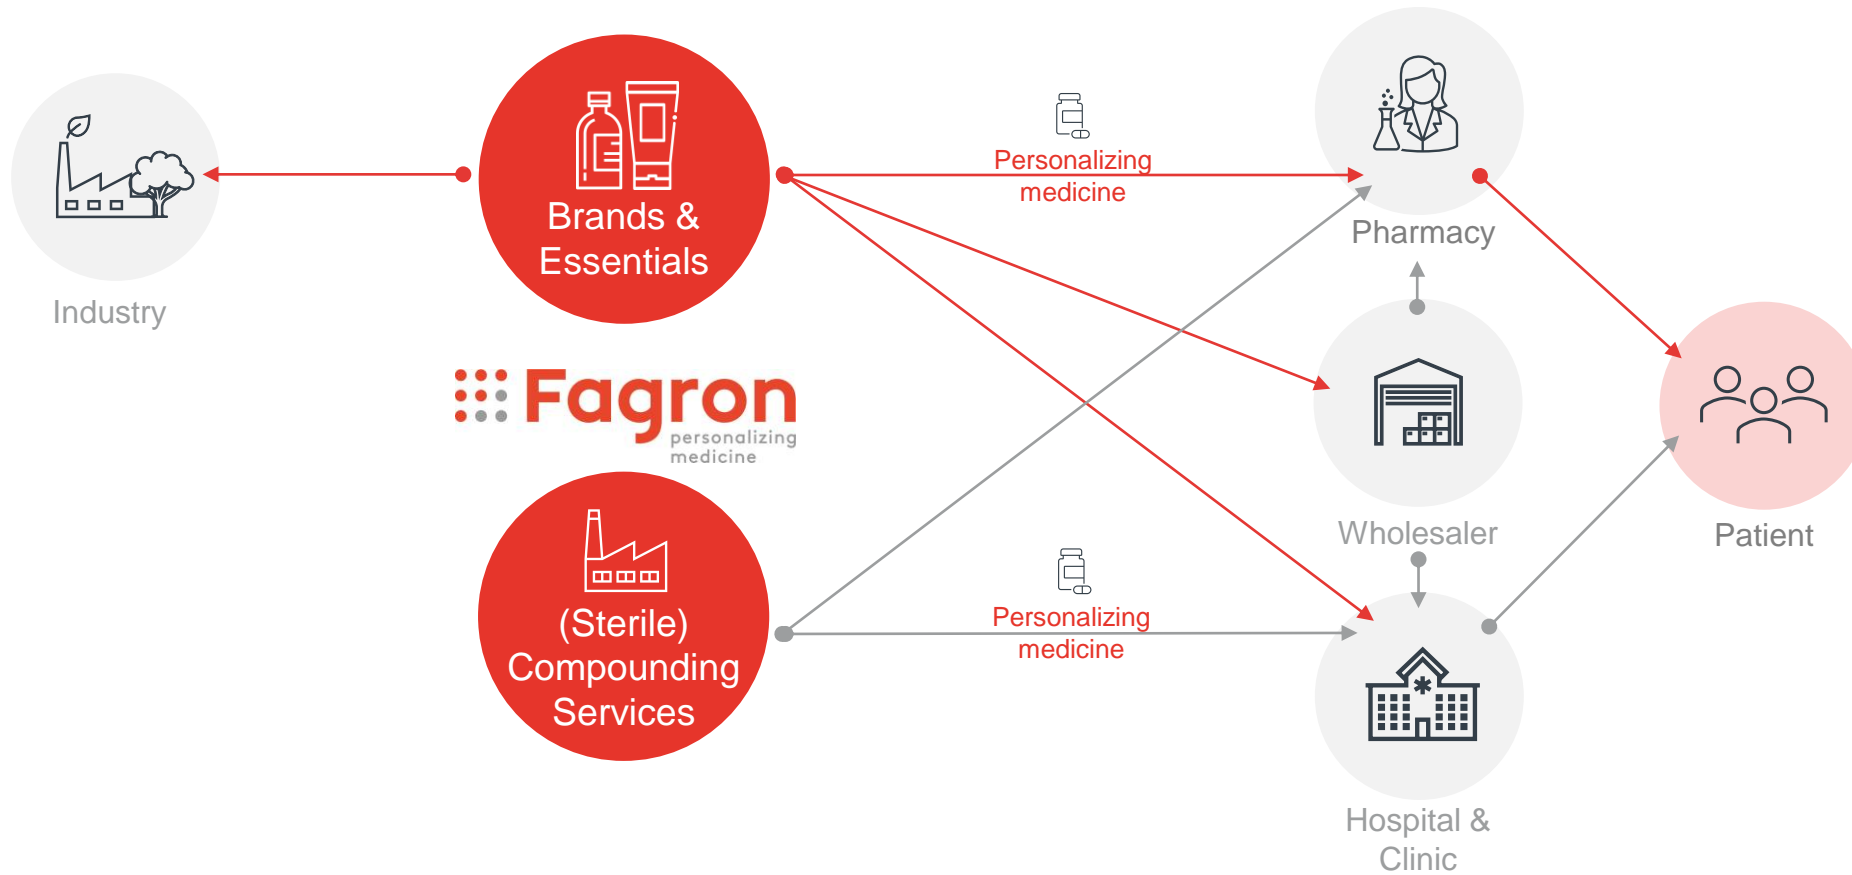 Industry
Brands &
Essentials
Fagron
personalizing
medicine
(Sterile)
Compounding
Services
Personalizing
medicine
Personalizing
medicine
Pharmacy
Wholesaler
Hospital &
Clinic
Patient